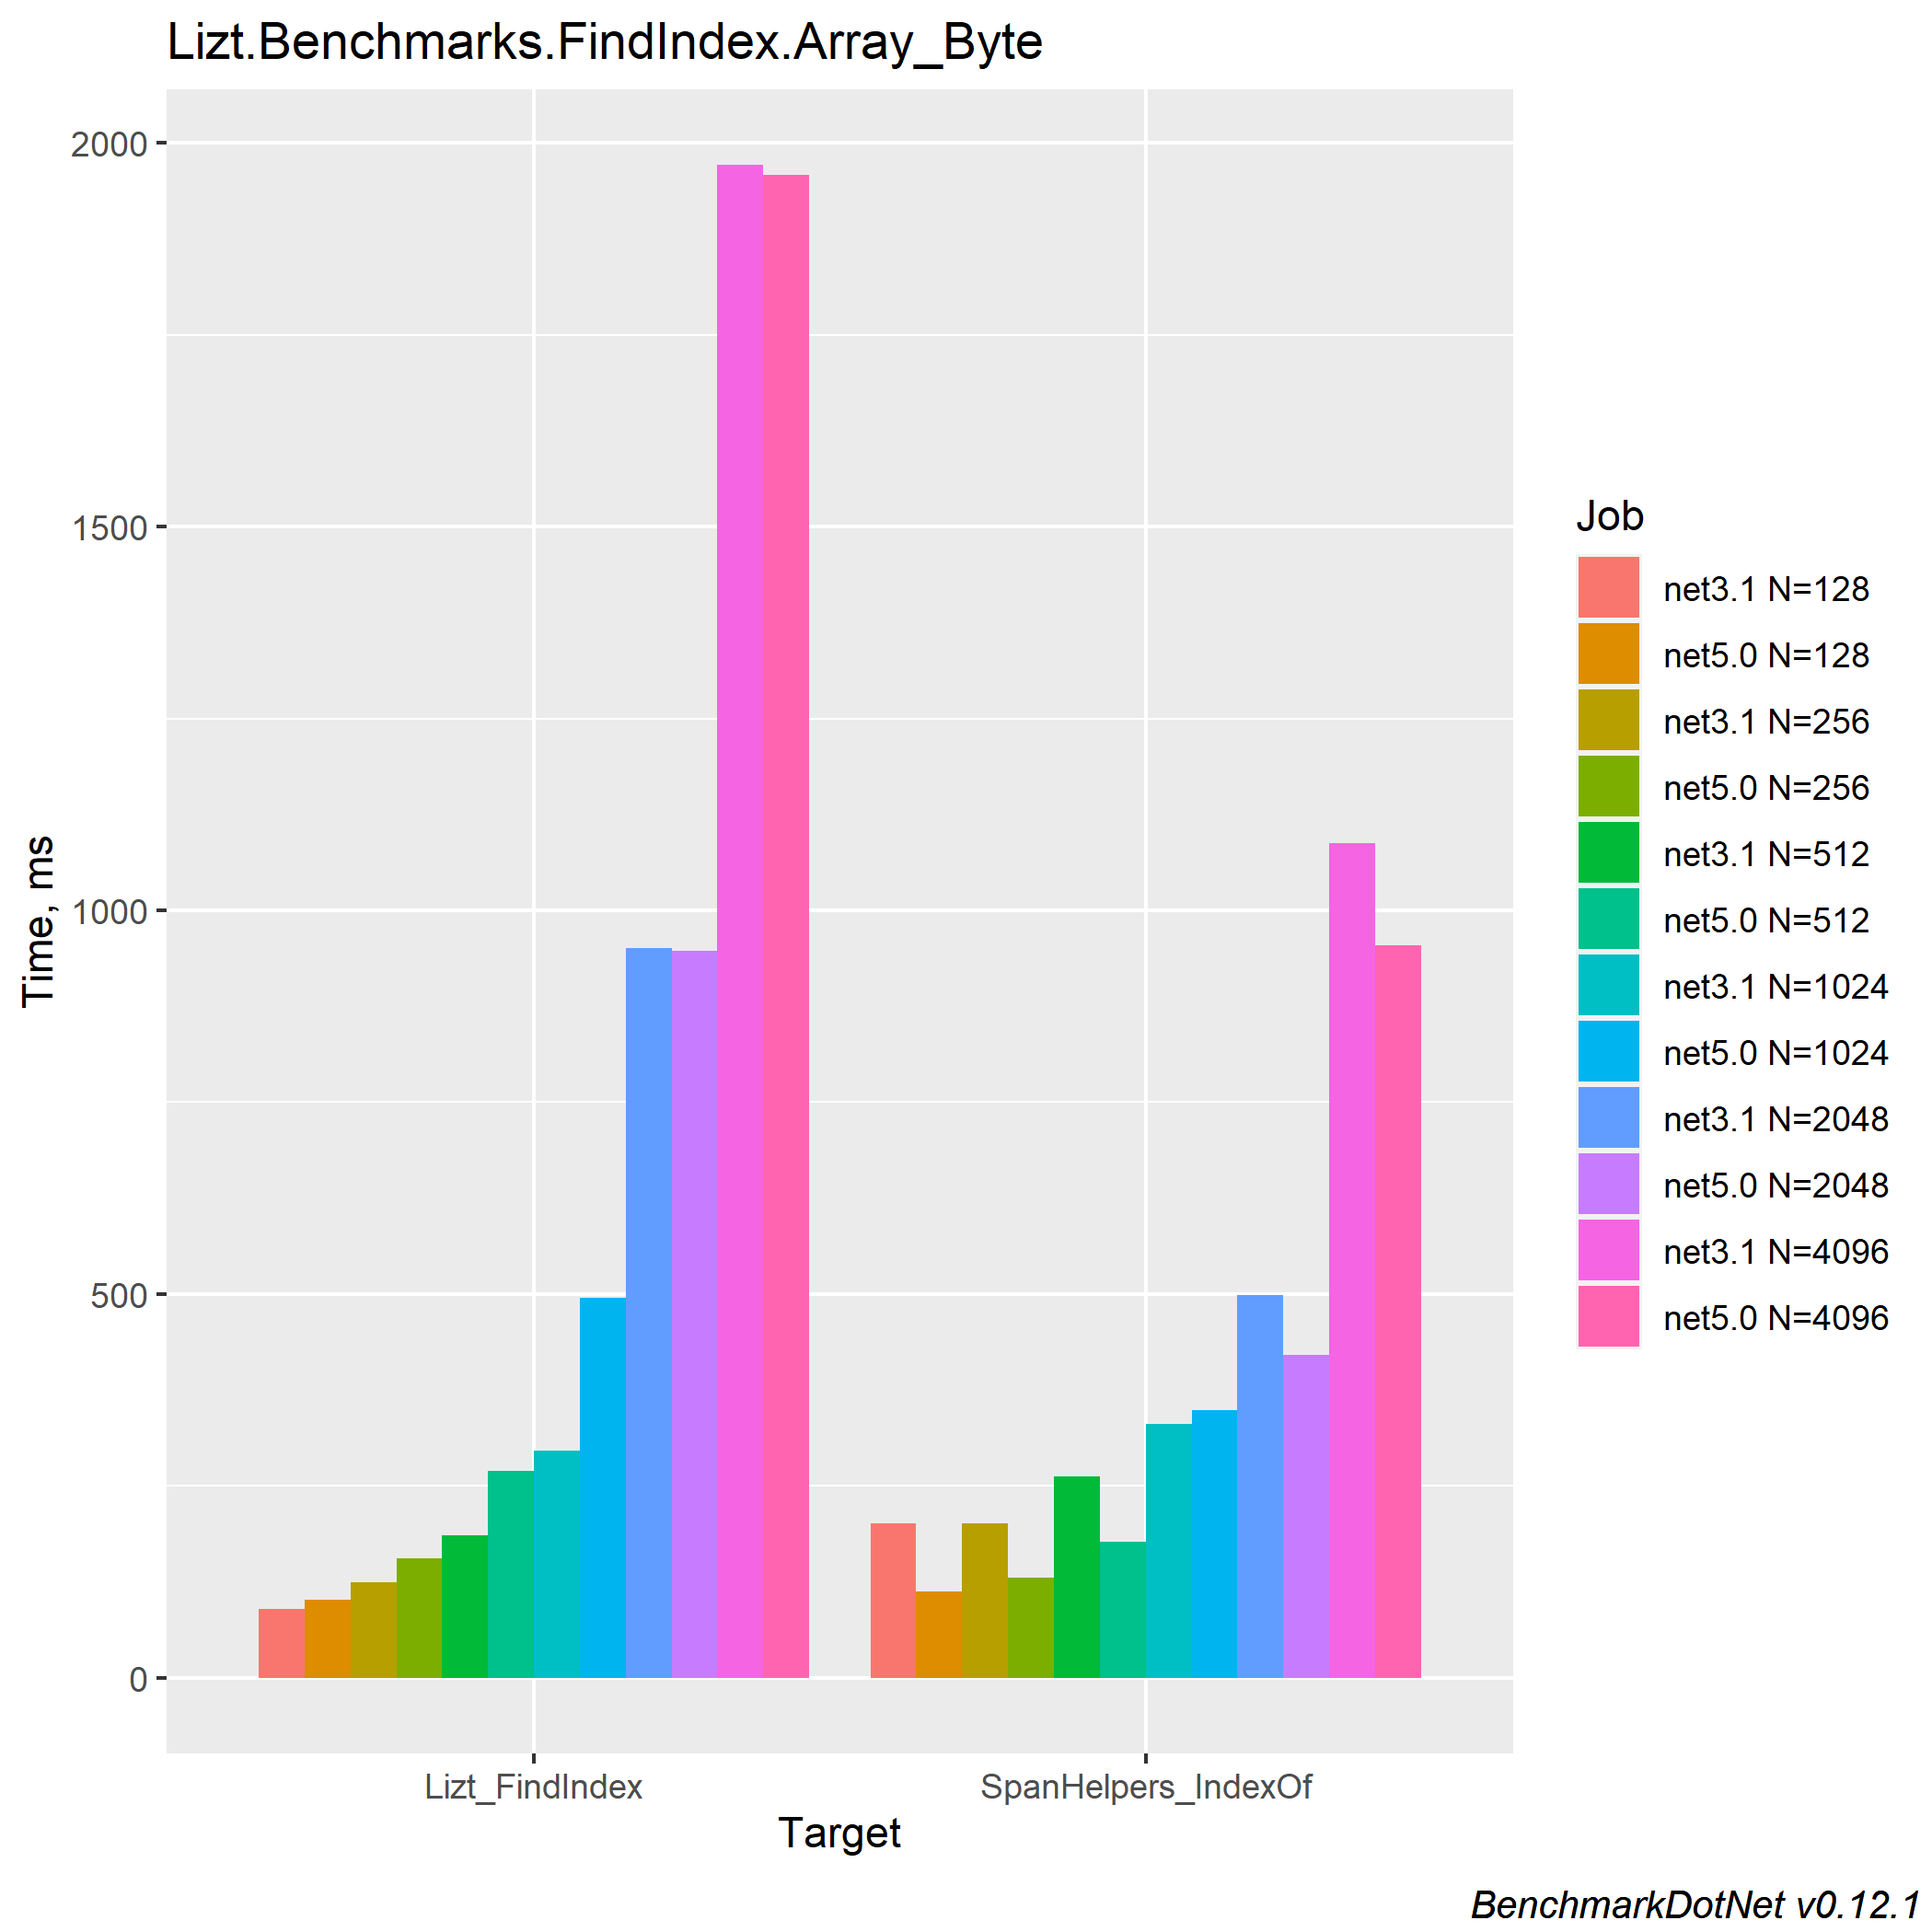 Lizt.Benchmarks.FindIndex.Array_Byte
2000
1500
1000
500
0
Time, ms
Lizt_FindIndex
SpanHelpers_IndexOf
Target
Job
net3.1 N=128
net5.0 N=128
net3.1 N=256
net5.0 N=256
net3.1 N=512
net5.0 N=512
net3.1 N=1024
net5.0 N=1024
net3.1 N=2048
net5.0 N=2048
net3.1 N=4096
net5.0 N=4096
BenchmarkDotNet v0.12.1